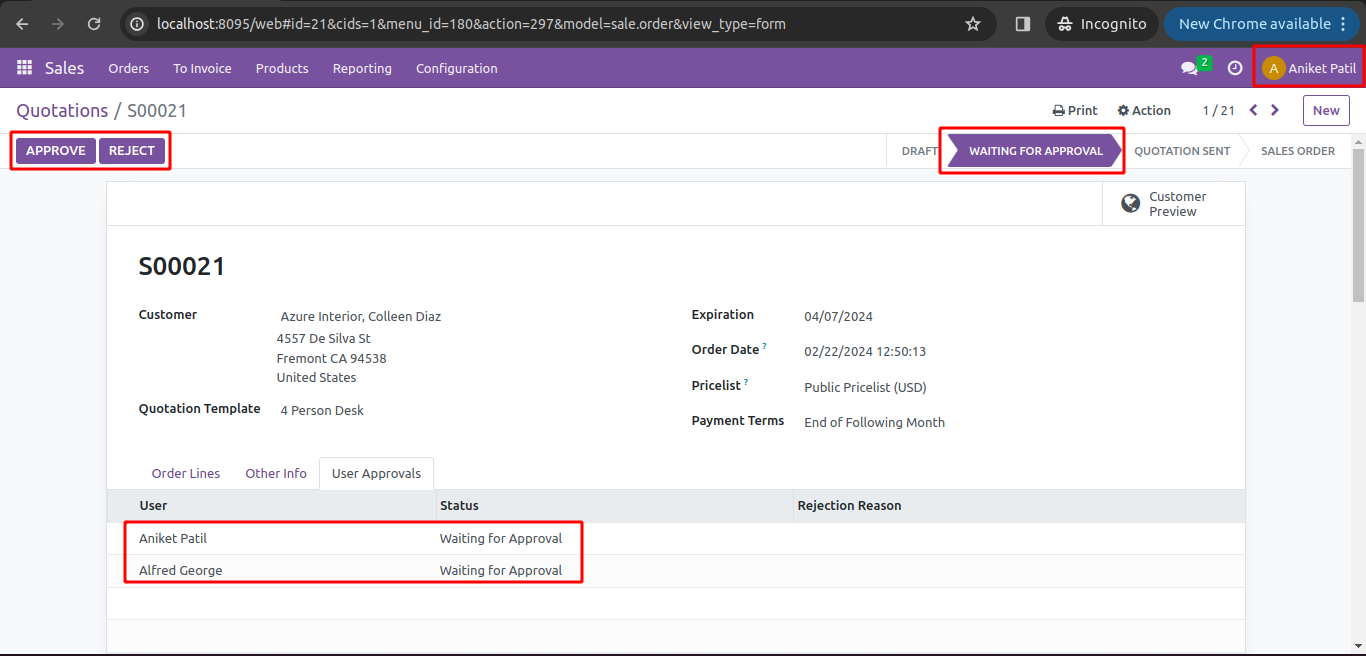 localhost:8095/web#id=21&cids=1&menu_id=180&action=297&model=sale.order&view_type=form
Incognito
New Chrome available
Sales
Orders
To Invoice
Products
Reporting
Configuration
2
A
Aniket Patil
Quotations / S00021
Print
Action
1 / 21
New
APPROVE
REJECT
DRAFT
WAITING FOR APPROVAL
QUOTATION SENT
SALES ORDER
Customer
Preview
S00021
Customer
Azure Interior, Colleen Diaz
4557 De Silva St
Fremont CA 94538
United States
Quotation Template
4 Person Desk
Expiration
04/07/2024
Order Date ?
02/22/2024 12:50:13
Pricelist ?
Public Pricelist (USD)
Payment Terms
End of Following Month
Order Lines
Other Info
User Approvals
User
Status
Rejection Reason
Aniket Patil
Waiting for Approval
Alfred George
Waiting for Approval